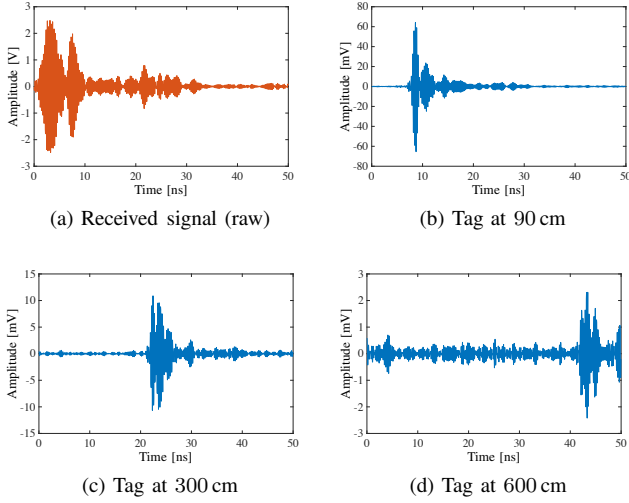 3
2
1
0
-1
-2
-3
Amplitude [V]
0 10 20 30 40 50
Time [ns]
(a) Received signal (raw)
80
60
40
20
0
-20
-40
-60
-80
Amplitude [mV]
0 10 20 30 40 50
Time [ns]
(b) Tag at 90 cm
15
10
5
0
-5
-10
-15
Amplitude [mV]
0 10 20 30 40 50
Time [ns]
(c) Tag at 300 cm
3
2
1
0
-1
-2
-3
Amplitude [mV]
0 10 20 30 40 50
Time [ns]
(d) Tag at 600 cm